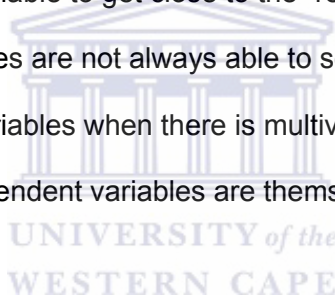 able to get close to the
es are not always able to s
riables when there is multiv
endent variables are thems
UNIVERSITY of the
WESTERN CAPE